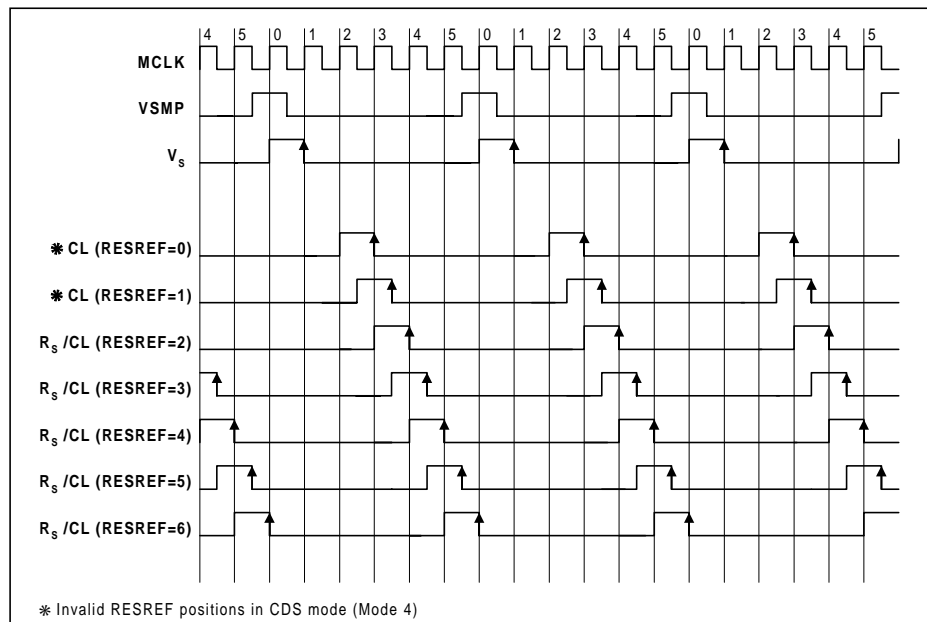 4 5 0 1 2 3 4 5 0 1 2 3 4 5 0 1 2 3 4 5
MCLK
VSMP
VS
✱ CL (RESREF=0)
✱ CL (RESREF=1)
RS /CL (RESREF=2)
RS /CL (RESREF=3)
RS /CL (RESREF=4)
RS /CL (RESREF=5)
RS /CL (RESREF=6)
✱ Invalid RESREF positions in CDS mode (Mode 4)